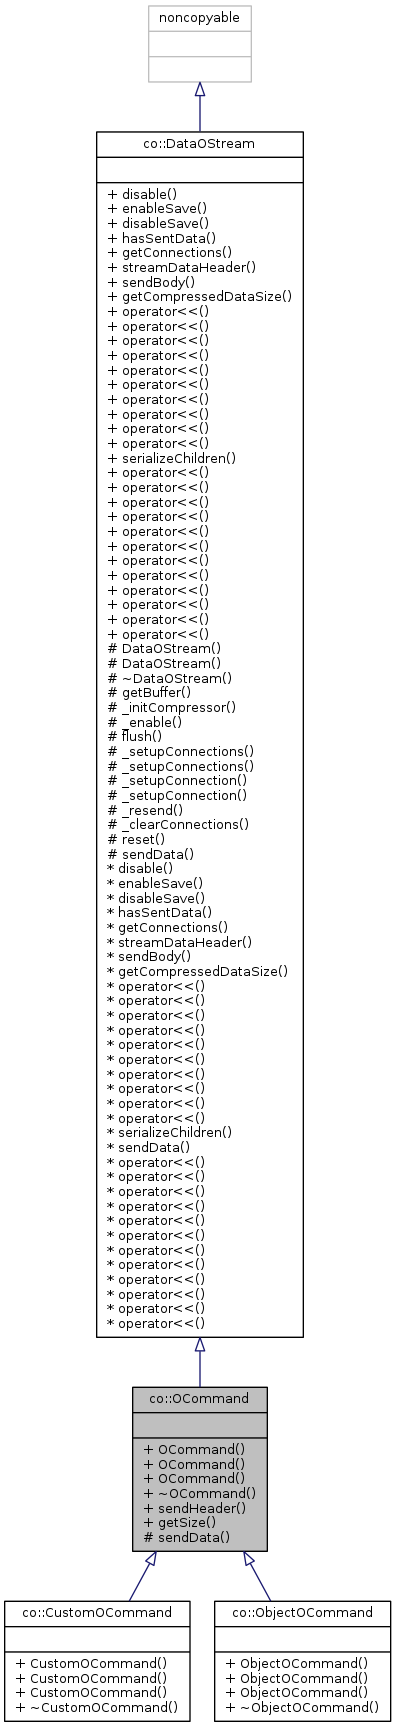 noncopyable
co::DataOStream
+ disable()
+ enableSave()
+ disableSave()
+ hasSentData()
+ getConnections()
+ streamDataHeader()
+ sendBody()
+ getCompressedDataSize()
+ operator<<()
+ operator<<()
+ operator<<()
+ operator<<()
+ operator<<()
+ operator<<()
+ operator<<()
+ operator<<()
+ operator<<()
+ operator<<()
+ serializeChildren()
+ operator<<()
+ operator<<()
+ operator<<()
+ operator<<()
+ operator<<()
+ operator<<()
+ operator<<()
+ operator<<()
+ operator<<()
+ operator<<()
+ operator<<()
+ operator<<()
# DataOStream()
# DataOStream()
# ~DataOStream()
# getBuffer()
# _initCompressor()
# _enable()
# flush()
# _setupConnections()
# _setupConnections()
# _setupConnection()
# _setupConnection()
# _resend()
# _clearConnections()
# reset()
# sendData()
* disable()
* enableSave()
* disableSave()
* hasSentData()
* getConnections()
* streamDataHeader()
* sendBody()
* getCompressedDataSize()
* operator<<()
* operator<<()
* operator<<()
* operator<<()
* operator<<()
* operator<<()
* operator<<()
* operator<<()
* operator<<()
* operator<<()
* serializeChildren()
* sendData()
* operator<<()
* operator<<()
* operator<<()
* operator<<()
* operator<<()
* operator<<()
* operator<<()
* operator<<()
* operator<<()
* operator<<()
* operator<<()
* operator<<()
co::OCommand
+ OCommand()
+ OCommand()
+ OCommand()
+ ~OCommand()
+ sendHeader()
+ getSize()
# sendData()
co::CustomOCommand
+ CustomOCommand()
+ CustomOCommand()
+ CustomOCommand()
+ ~CustomOCommand()
co::ObjectOCommand
+ ObjectOCommand()
+ ObjectOCommand()
+ ObjectOCommand()
+ ~ObjectOCommand()